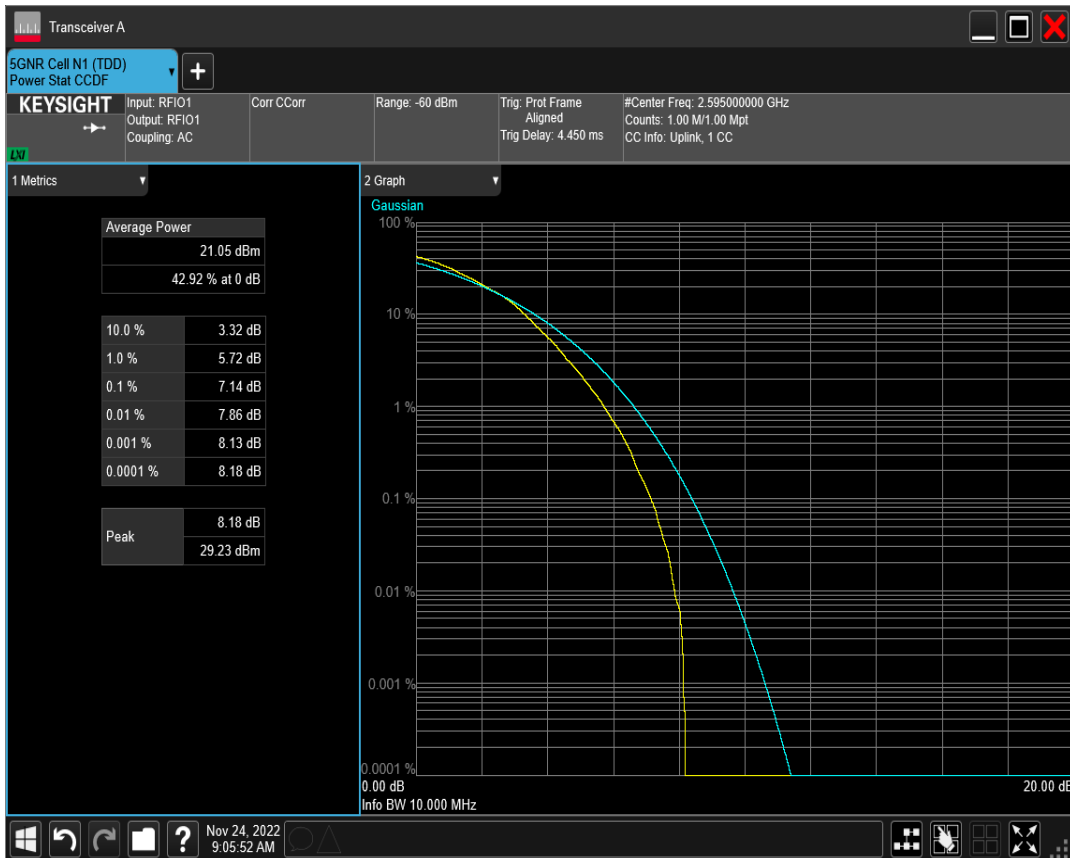 Transceiver A
5GNR Cell N1 (TDD)
Power Stat CCDF
KEYSIGHT
LXI
Input: RFIO1
Output: RFIO1
Coupling: AC
Corr CCorr
Range: -60 dBm
Trig: Prot Frame
Aligned
Trig Delay: 4.450 ms
#Center Freq: 2.595000000 GHz
Counts: 1.00 M/1.00 Mpt
CC Info: Uplink, 1 CC
1 Metrics
Average Power
21.05 dBm
42.92 % at 0 dB
10.0 % 3.32 dB
1.0 % 5.72 dB
0.1 % 7.14 dB
0.01 % 7.86 dB
0.001 % 8.13 dB
0.0001 % 8.18 dB
Peak 8.18 dB
29.23 dBm
2 Graph
Gaussian
100 %
10 %
1 %
0.1 %
0.01 %
0.001 %
0.0001 %
0.00 dB 20.00 dB
Info BW 10.000 MHz
?
Nov 24, 2022
9:05:52 AM